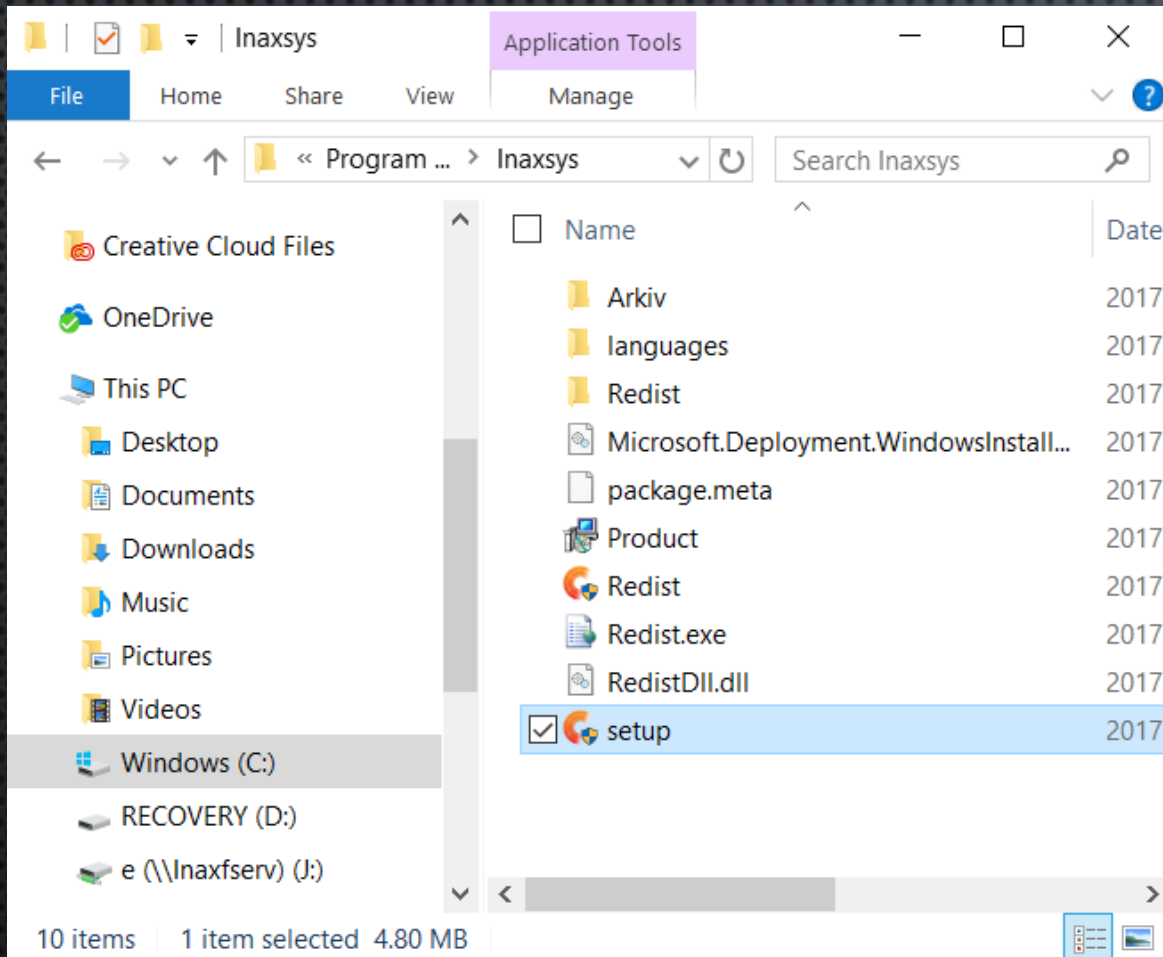 Inaxsys
Application Tools
File Home Share View Manage ?
« Program ... > Inaxsys
Search Inaxsys
Creative Cloud Files
OneDrive
This PC
Desktop
Documents
Downloads
Music
Pictures
Videos
Windows (C:)
RECOVERY (D:)
e (\\Inaxfserv) (J:)
Name Date
Arkiv 2017
languages 2017
Redist 2017
Microsoft.Deployment.WindowsInstall... 2017
package.meta 2017
Product 2017
Redist 2017
Redist.exe 2017
RedistDll.dll 2017
setup 2017
10 items 1 item selected 4.80 MB